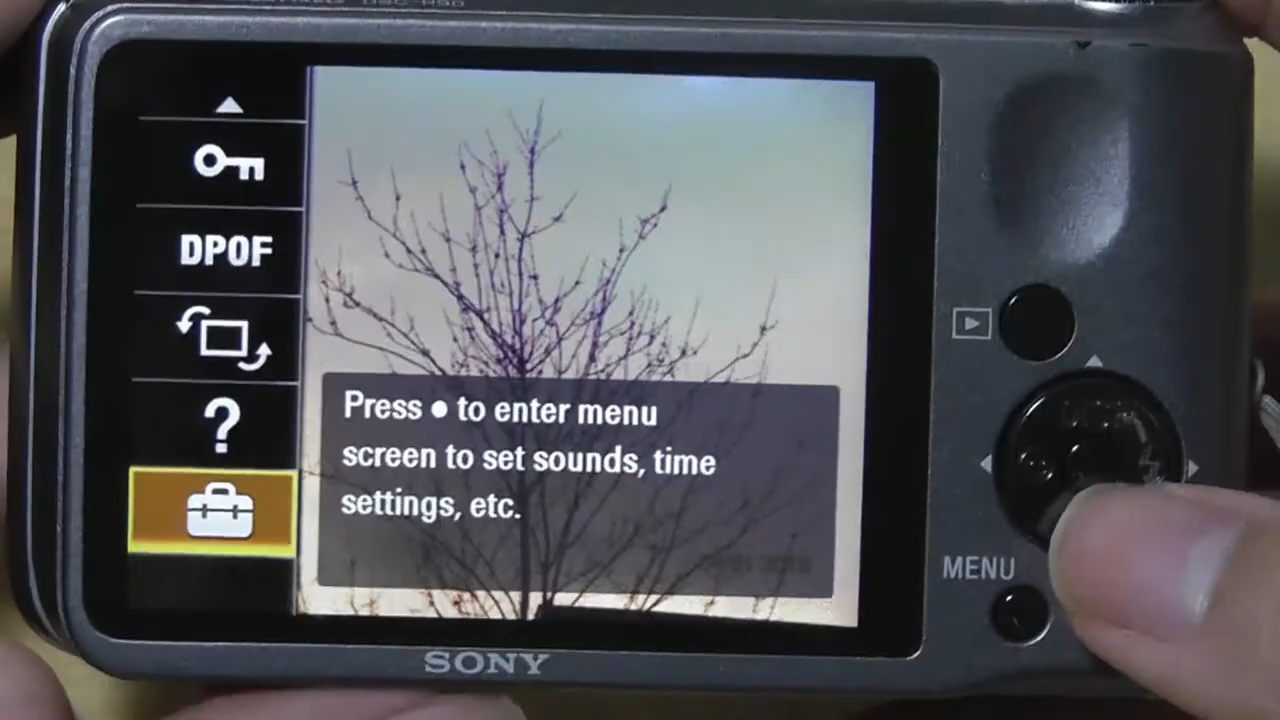 DPOF
?
Press ● to enter menu
screen to set sounds, time
settings, etc.
MENU
SONY